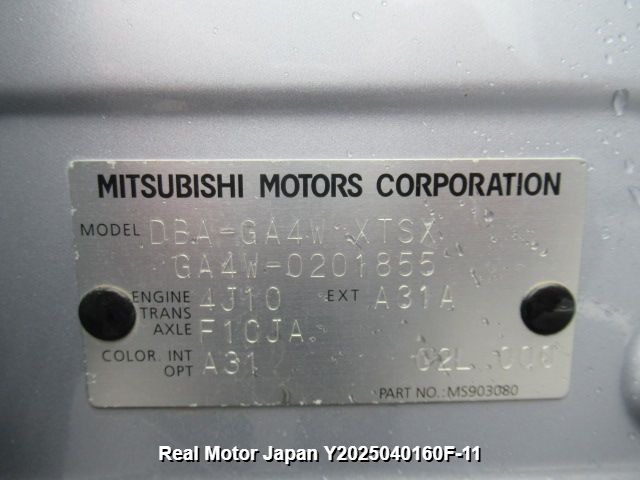 MITSUBISHI MOTORS CORPORATION
MODEL DBA-GA4W XTSX
GA4W-0201855
ENGINE 4J10 EXT A31A
TRANS
AXLE F1CJA
COLOR. INT A31 02L 000
OPT
PART NO.:MS903080
Real Motor Japan Y2025040160F-11